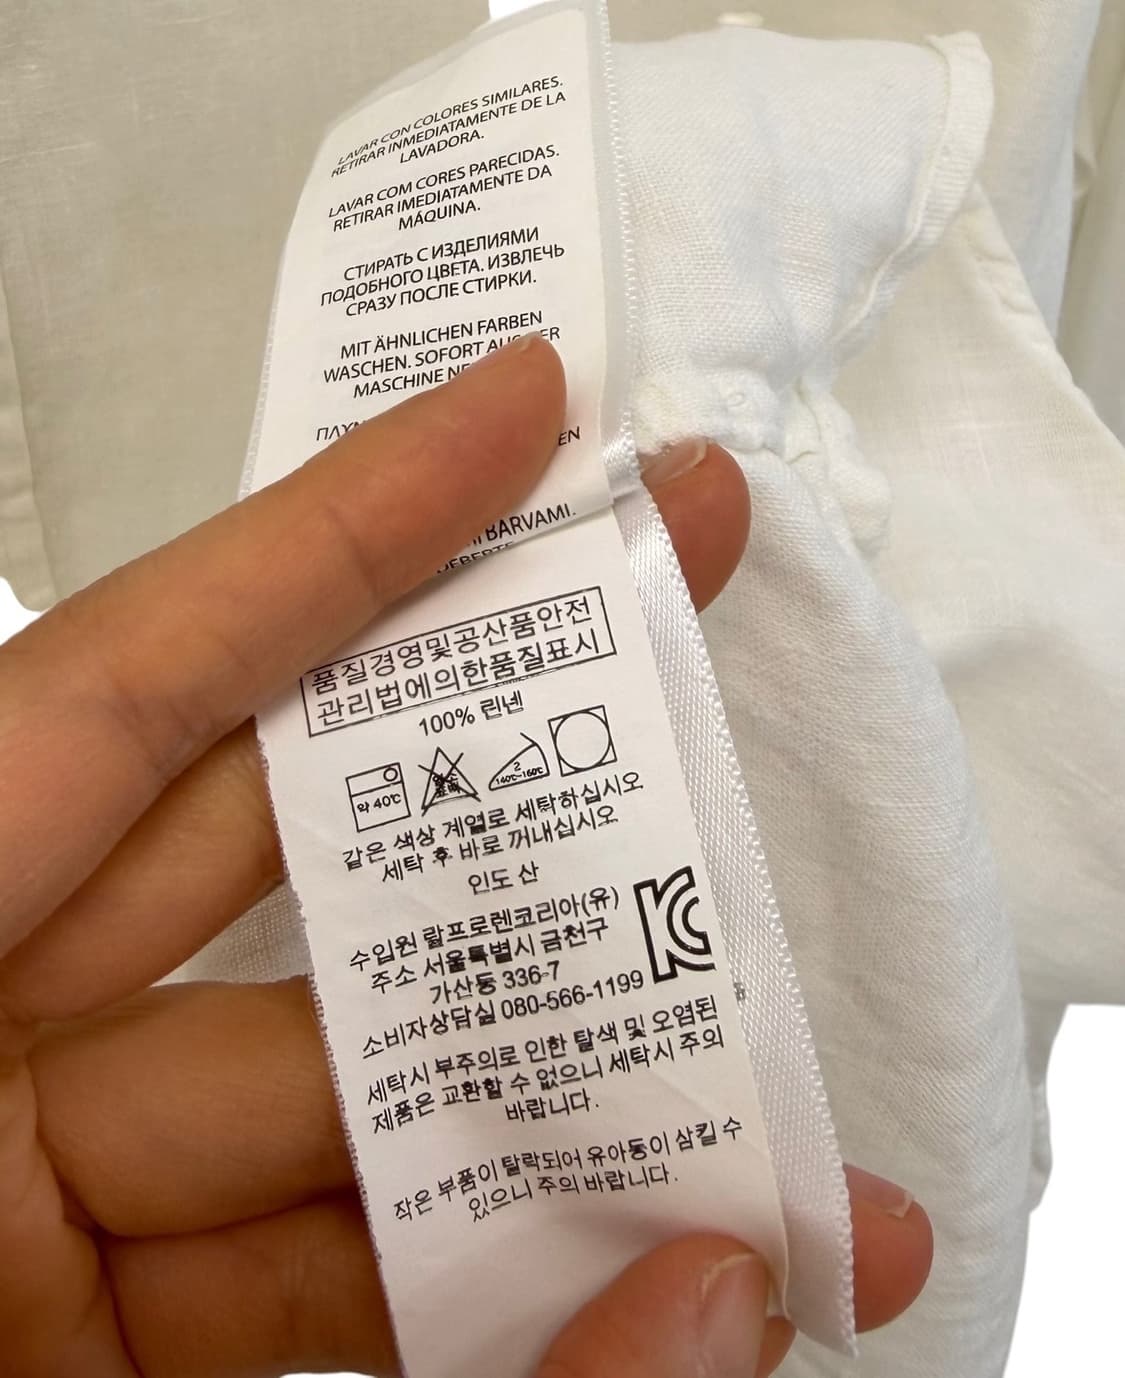 LAVAR CON COLORES SIMILARES.
RETIRAR INMEDIATAMENTE DE LA
LAVADORA.
LAVAR COM CORES PARECIDAS.
RETIRAR IMEDIATAMENTE DA
MÁQUINA.
СТИРАТЬ С ИЗДЕЛИЯМИ
ПОДОБНОГО ЦВЕТА. ИЗВЛЕЧЬ
СРАЗУ ПОСЛЕ СТИРКИ.
MIT ÄHNLICHEN FARBEN
WASCHEN. SOFORT
MASCHINE
BARVAMI.
품질경영및공산품안전
관리법에의한품질표시
100% 린넨
약 40℃
2
140℃~160℃
같은 색상 계열로 세탁하십시오
세탁 후 바로 꺼내십시오
인도 산
수입원 랄프로렌코리아(유)
주소 서울특별시 금천구
가산동 336-7
소비자상담실 080-566-1199
세탁시 부주의로 인한 탈색 및 오염된
제품은 교환할 수 없으니 세탁시 주의
바랍니다.
작은 부품이 탈락되어 유아동이 삼킬 수
있으니 주의 바랍니다.